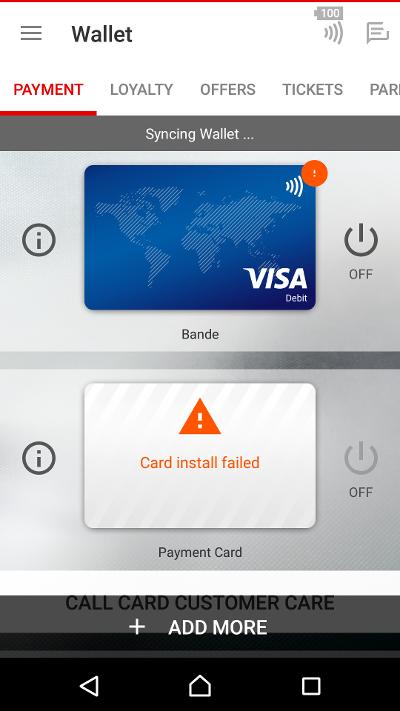 100
Wallet
PAYMENT LOYALTY OFFERS TICKETS PAR
Syncing Wallet ...
VISA
Debit
OFF
Bande
Card install failed
OFF
Payment Card
CALL CARD CUSTOMER CARE
+ ADD MORE